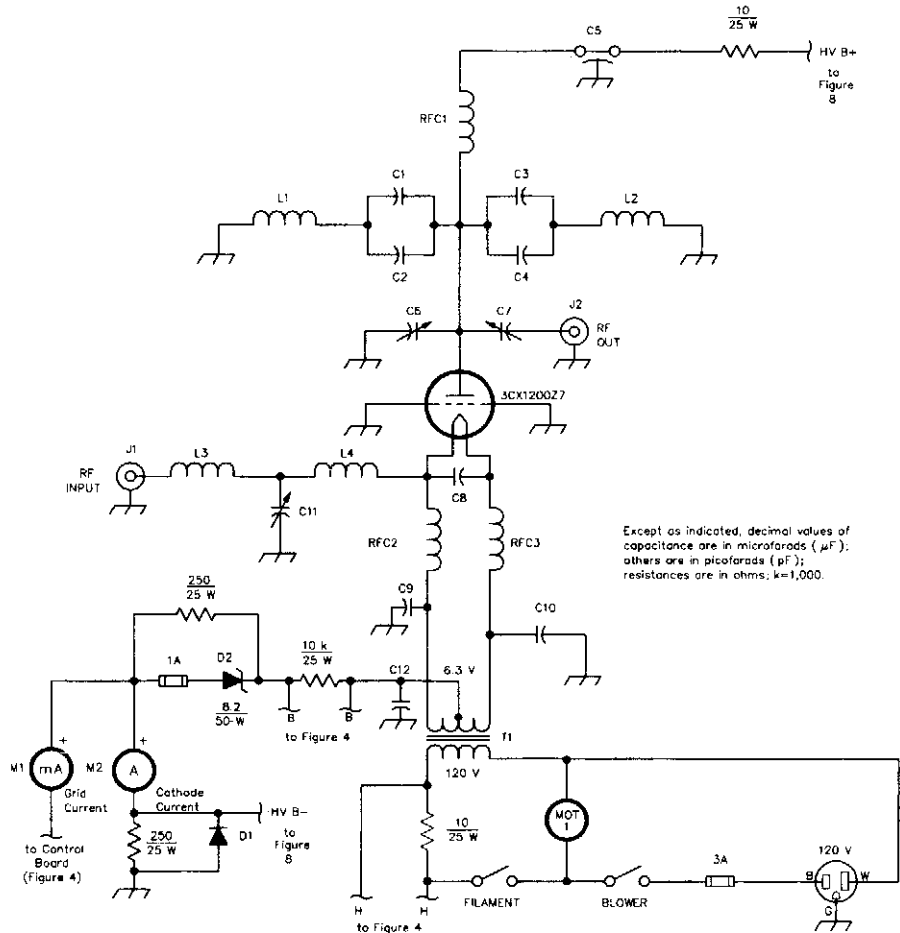 10
25 W
C5
HV B+
to
Figure
8
RFC1
C1
C3
L1
L2
C2
C4
C6
C7
J2
RF
OUT
3CX1200Z7
J1
L3
L4
RF
INPUT
C8
C11
RFC2
RFC3
Except as indicated, decimal values of
capacitance are in microfarads (µF);
others are in picofarads (pF);
resistances are in ohms; k=1,000.
250
25 W
C9
C10
1A
D2
10 k
25 W
C12
6.3 V
8.2
50-W
B
B
to Figure 4
T1
+
+
M1
mA
M2
A
120 V
Grid
Current
Cathode
Current
HV B-
to
Figure
8
MOT
1
250
25 W
D1
10
25 W
120 V
to Control
Board
(Figure 4)
3A
B
W
G
FILAMENT
BLOWER
H
H
to Figure 4